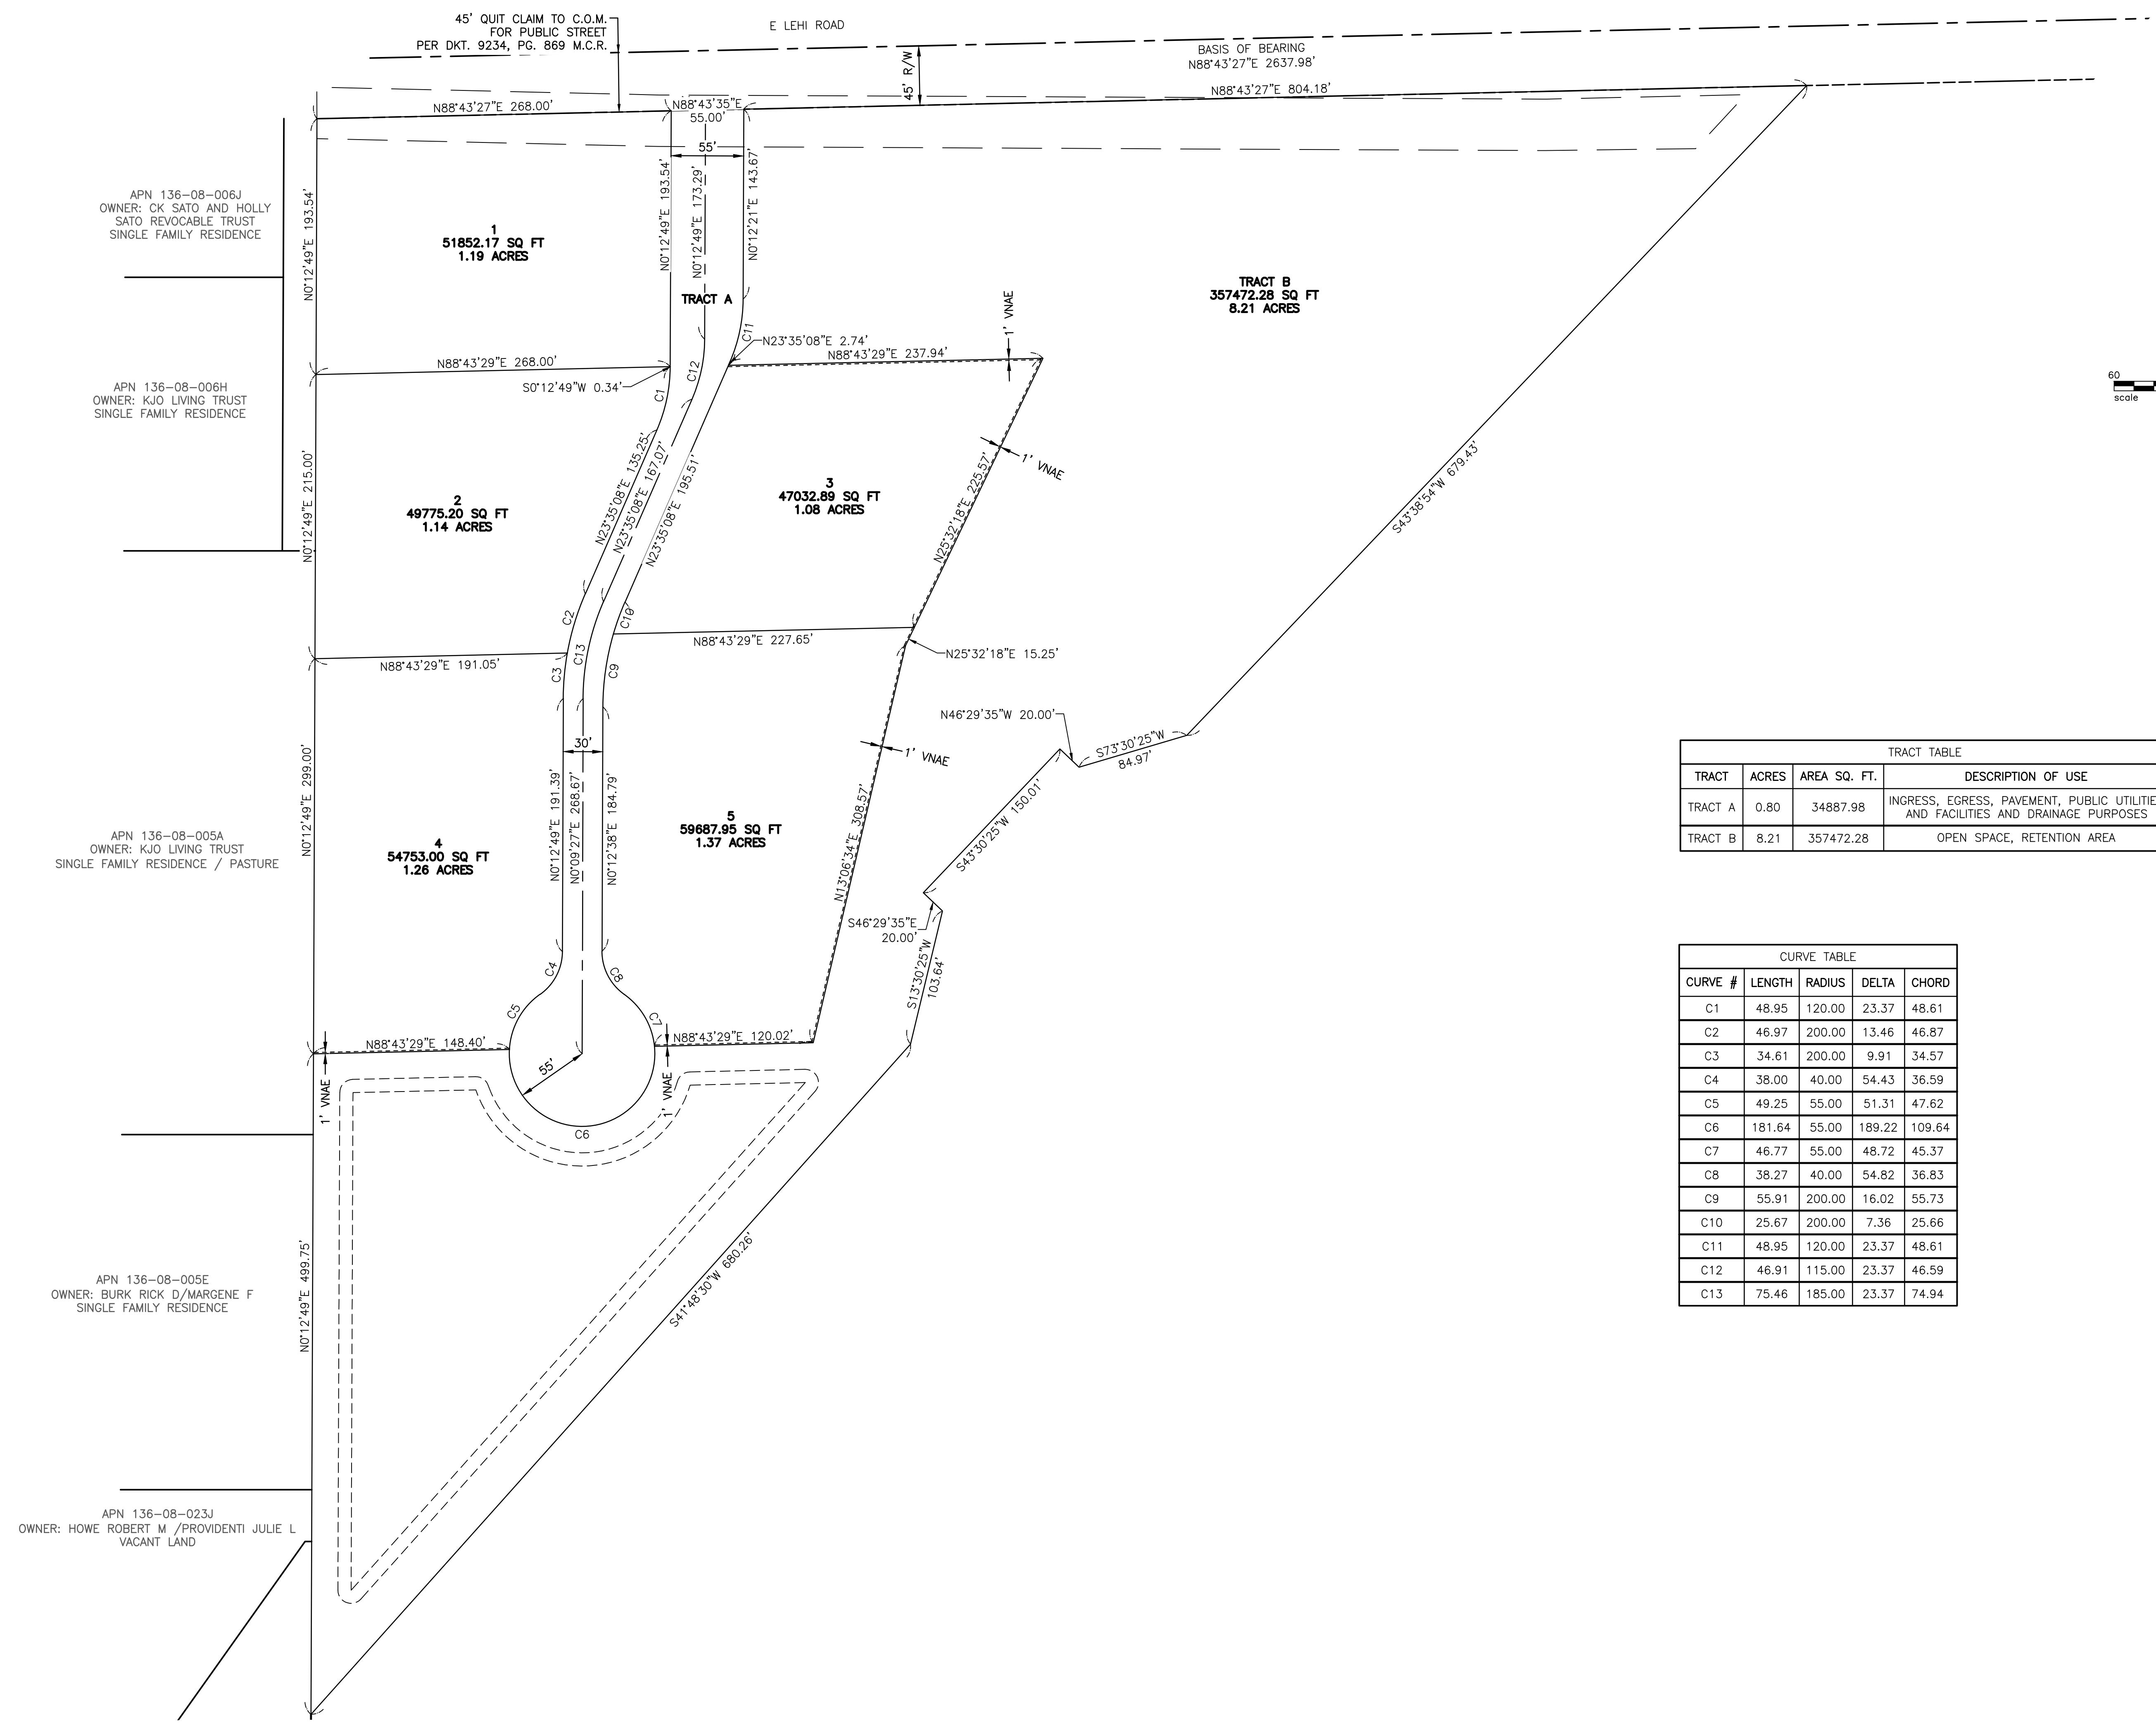 45' QUIT CLAIM TO C.O.M.
FOR PUBLIC STREET
PER DKT. 9234, PG. 869 M.C.R.
E LEHI ROAD
BASIS OF BEARING
N88°43'27"E 2637.98'
45' R/W
N88°43'27"E 268.00'
N88°43'35"E
55.00'
N88°43'27"E 804.18'
55'
APN 136-08-006J
OWNER: CK SATO AND HOLLY
SATO REVOCABLE TRUST
SINGLE FAMILY RESIDENCE
N0°12'49"E 193.54'
1
51852.17 SQ FT
1.19 ACRES
N0°12'49"E 193.54'
N0°12'49"E 173.29'
N0°12'21"E 143.67'
TRACT A
TRACT B
357472.28 SQ FT
8.21 ACRES
1' VNAE
C11
N23°35'08"E 2.74'
N88°43'29"E 237.94'
N88°43'29"E 268.00'
S0°12'49"W 0.34'
C1
C12
60
scale
APN 136-08-006H
OWNER: KJO LIVING TRUST
SINGLE FAMILY RESIDENCE
N0°12'49"E 215.00'
2
49775.20 SQ FT
1.14 ACRES
N23°35'08"E 135.25'
N23°35'08"E 167.07'
N23°35'08"E 195.51'
3
47032.89 SQ FT
1.08 ACRES
N25°32'18"E 225.57'
1' VNAE
S43°38'54"W 679.43'
C2
C10
N88°43'29"E 191.05'
C3
C13
C9
N88°43'29"E 227.65'
N25°32'18"E 15.25'
N46°29'35"W 20.00'
S73°30'25"W
84.97'
30'
1' VNAE
N0°12'49"E 299.00'
APN 136-08-005A
OWNER: KJO LIVING TRUST
SINGLE FAMILY RESIDENCE / PASTURE
4
54753.00 SQ FT
1.26 ACRES
N0°12'49"E 191.39'
N0°09'27"E 268.67'
N0°12'38"E 184.79'
5
59687.95 SQ FT
1.37 ACRES
N13°06'34"E 308.57'
S43°30'25"W 150.01'
S46°29'35"E
20.00'
S13°30'25"W
103.64'
C4
C8
C5
C7
N88°43'29"E 148.40'
N88°43'29"E 120.02'
55'
1' VNAE
1' VNAE
C6
N0°12'49"E 499.75'
APN 136-08-005E
OWNER: BURK RICK D/MARGENE F
SINGLE FAMILY RESIDENCE
S41°48'30"W 680.26'
APN 136-08-023J
OWNER: HOWE ROBERT M /PROVIDENTI JULIE L
VACANT LAND
TRACT TABLE
TRACT ACRES AREA SQ. FT. DESCRIPTION OF USE
TRACT A 0.80 34887.98 INGRESS, EGRESS, PAVEMENT, PUBLIC UTILITIE
AND FACILITIES AND DRAINAGE PURPOSES
TRACT B 8.21 357472.28 OPEN SPACE, RETENTION AREA
CURVE TABLE
CURVE # LENGTH RADIUS DELTA CHORD
C1 48.95 120.00 23.37 48.61
C2 46.97 200.00 13.46 46.87
C3 34.61 200.00 9.91 34.57
C4 38.00 40.00 54.43 36.59
C5 49.25 55.00 51.31 47.62
C6 181.64 55.00 189.22 109.64
C7 46.77 55.00 48.72 45.37
C8 38.27 40.00 54.82 36.83
C9 55.91 200.00 16.02 55.73
C10 25.67 200.00 7.36 25.66
C11 48.95 120.00 23.37 48.61
C12 46.91 115.00 23.37 46.59
C13 75.46 185.00 23.37 74.94